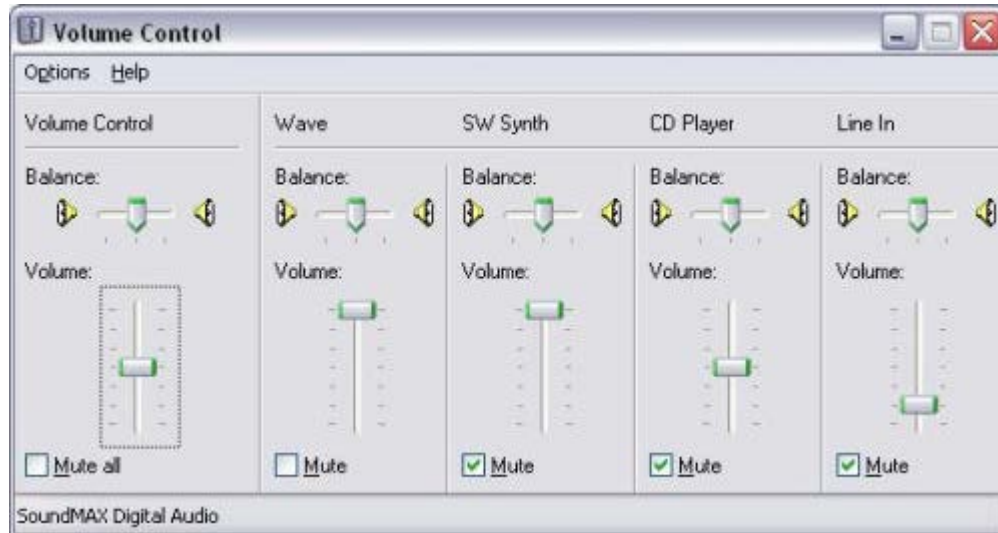 Volume Control
Options Help
Volume Control Wave SW Synth CD Player Line In
Balance: Balance: Balance: Balance: Balance:
Volume: Volume: Volume: Volume: Volume:
Mute all Mute Mute Mute Mute
SoundMAX Digital Audio